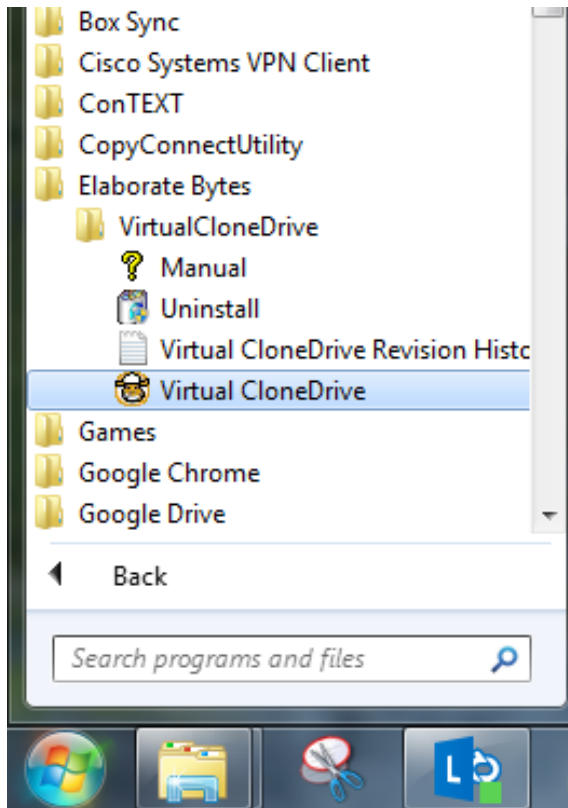 Box Sync
Cisco Systems VPN Client
ConTEXT
CopyConnectUtility
Elaborate Bytes
VirtualCloneDrive
Manual
Uninstall
Virtual CloneDrive Revision Histo
Virtual CloneDrive
Games
Google Chrome
Google Drive
Back
Search programs and files
L